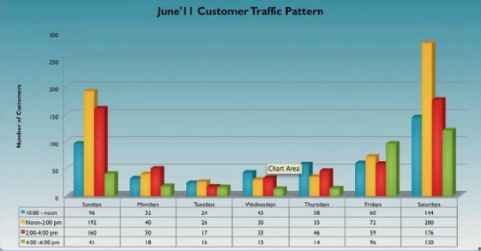 June'11 Customer Traffic Pattern
Number of Customers
300
250
200
150
100
50
0
Chart Area
Sundays Mondays Tuesdays Wednesdays Thursdays Fridays Saturdays
10:00 - noon 96 32 24 43 58 60 144
Noon-2:00 pm 192 40 26 30 35 72 280
2:00-4:00 pm 160 50 17 33 46 59 176
4:00 -6:00 pm 41 18 16 13 14 96 120